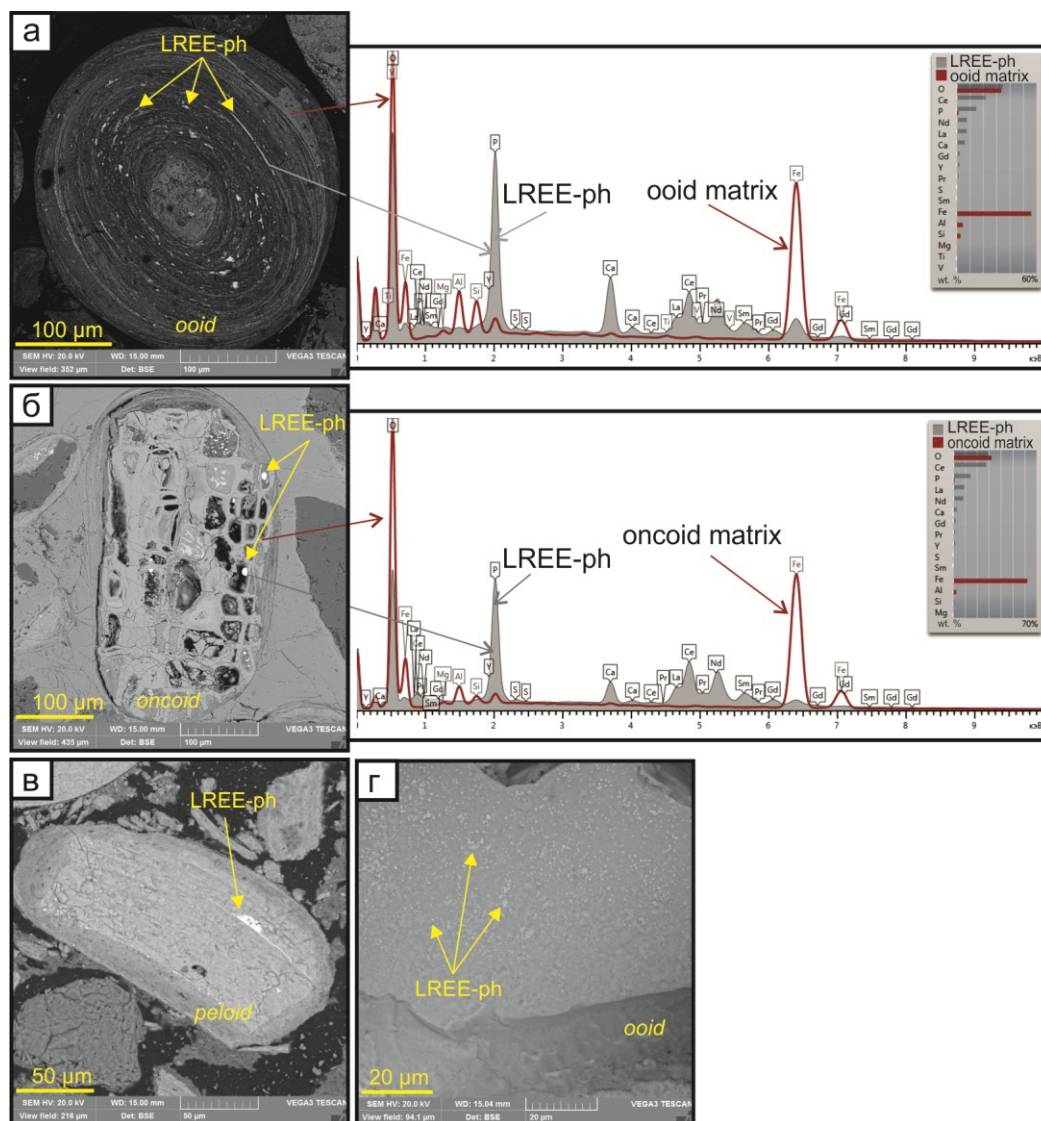 а
LREE-ph
100 µm
ooid
SEM HV: 20.0 kV
WD: 15.00 mm
VEGA3 TESCAN
View field: 352 µm
Det: BSE
100 µm
O
Fe
Ce
Nd
Mg
Al
Si
Y
P
LREE-ph
ooid matrix
Fe
Ti
Y
Ca
La
Sm
Gd
S
S
Ca
Ca
Ce
Ti
La
Ce
V
Pr
Nd
V
Sm
Pr
Gd
Fe
Gd
Sm
Gd
Gd
1
2
3
4
5
6
7
8
9
кэВ
LREE-ph
ooid matrix
O
Ce
P
Nd
La
Ca
Gd
Y
Pr
S
Sm
Fe
Al
Si
Mg
Ti
V
wt. %
60%
б
LREE-ph
100 µm
oncoid
SEM HV: 20.0 kV
WD: 15.00 mm
VEGA3 TESCAN
View field: 435 µm
Det: BSE
100 µm
O
Fe
La
Ce
Nd
Mg
Al
Si
Y
P
LREE-ph
oncoid matrix
Fe
Y
Ca
Gd
Sm
S
S
Ca
Ca
Ce
Pr
La
Ce
Pr
Nd
Sm
Pr
Gd
Gd
Fe
Gd
Sm
Gd
Gd
1
2
3
4
5
6
7
8
9
кэВ
LREE-ph
oncoid matrix
O
Ce
P
La
Nd
Ca
Gd
Pr
Y
S
Sm
Fe
Al
Si
Mg
wt. %
70%
в
LREE-ph
peloid
50 µm
SEM HV: 20.0 kV
WD: 15.00 mm
VEGA3 TESCAN
View field: 216 µm
Det: BSE
50 µm
г
LREE-ph
ooid
20 µm
SEM HV: 20.0 kV
WD: 15.04 mm
VEGA3 TESCAN
View field: 94.1 µm
Det: BSE
20 µm